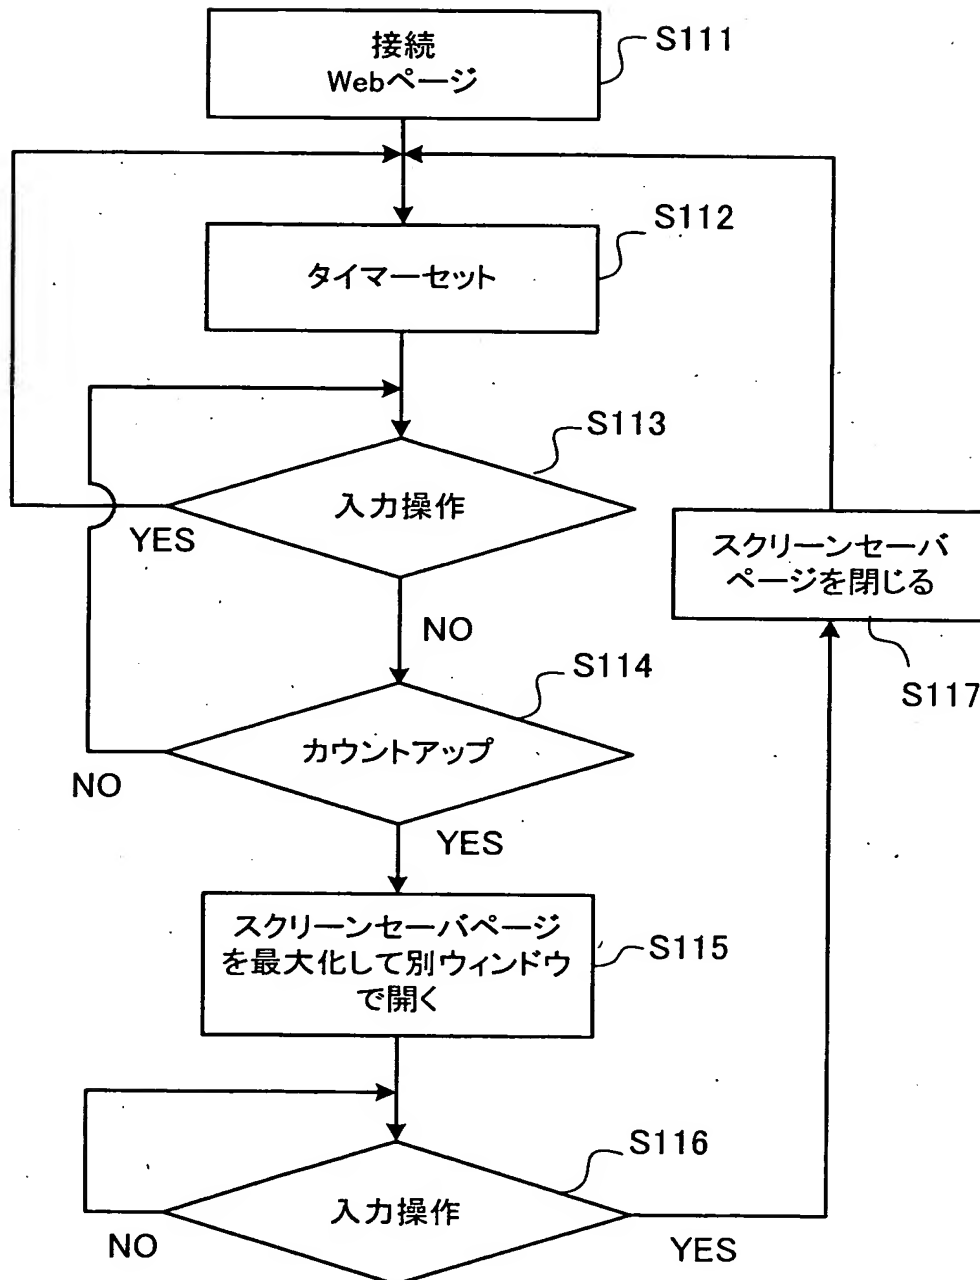 接続
Webページ
S111
S112
タイマーセット
S113
入力操作
YES
スクリーンセーバ
ページを閉じる
NO
S114
S117
カウントアップ
NO
YES
スクリーンセーバページ
を最大化して別ウィンドウ
で開く
S115
S116
入力操作
NO
YES